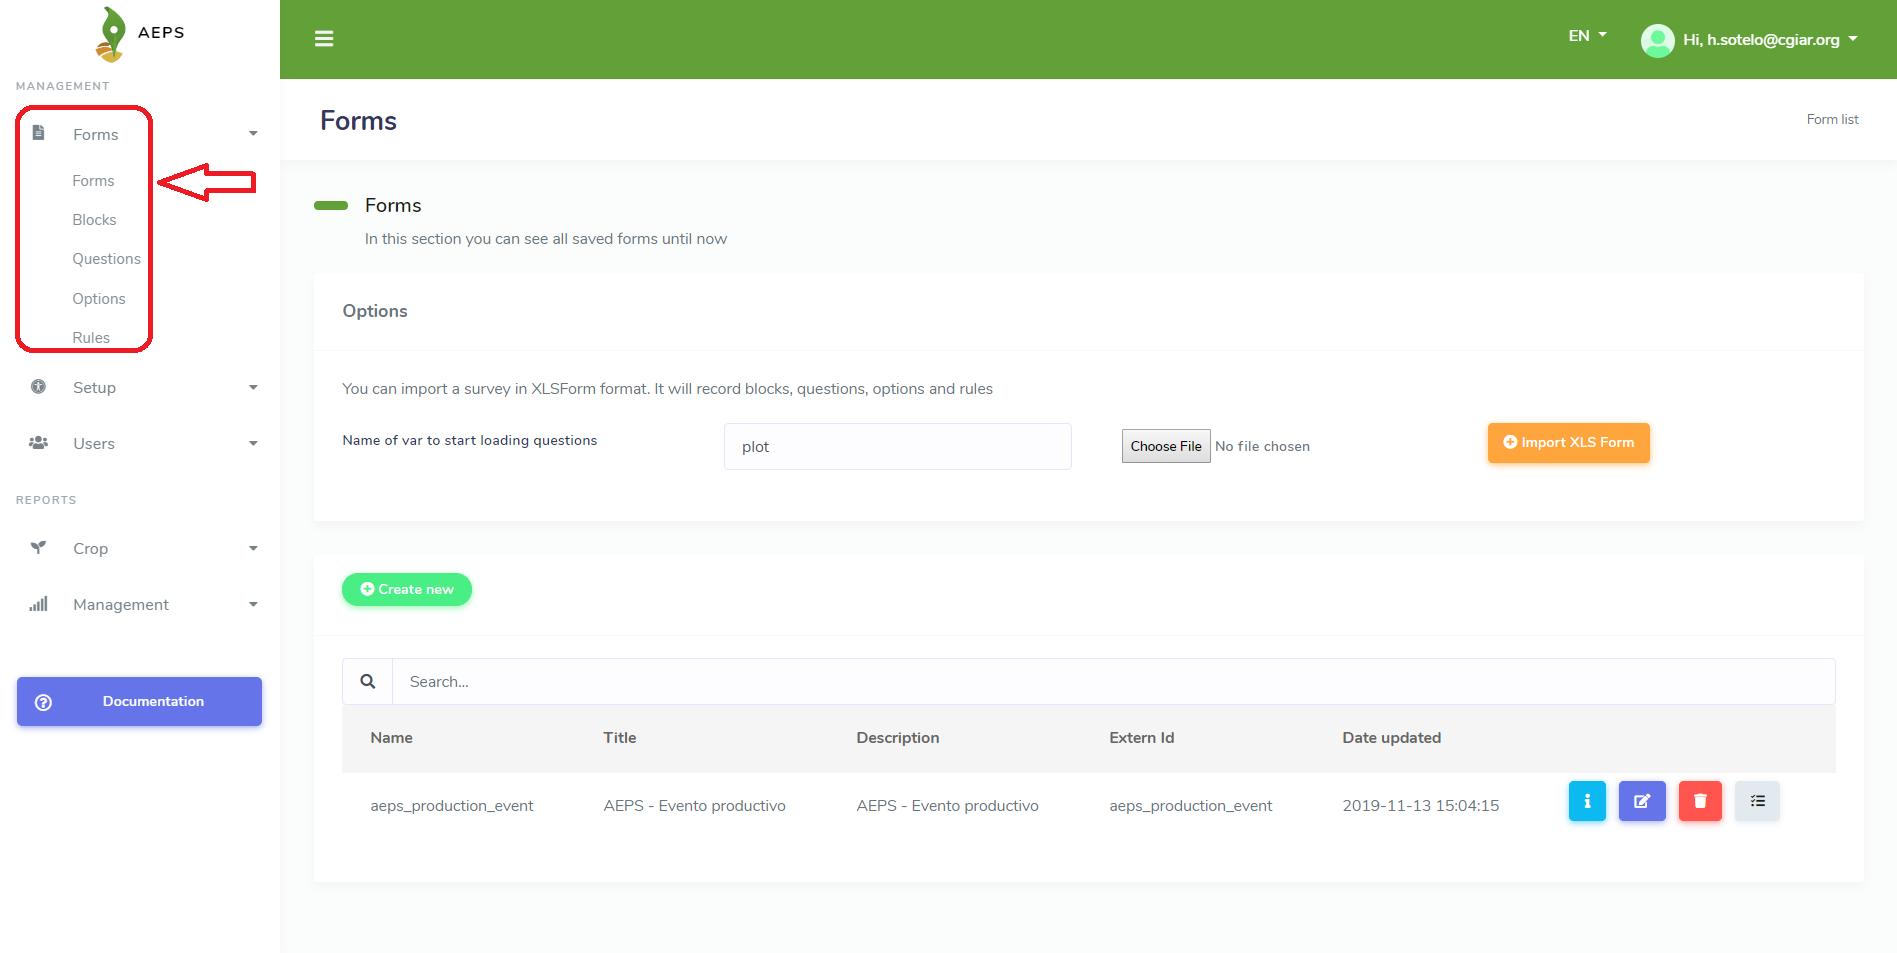 AEPS
EN
Hi, h.sotelo@cgiar.org
MANAGEMENT
Forms
Forms
Blocks
Questions
Options
Rules
Setup
Users
REPORTS
Crop
Management
Documentation
Forms
Form list
Forms
In this section you can see all saved forms until now
Options
You can import a survey in XLSForm format. It will record blocks, questions, options and rules
Name of var to start loading questions
plot
Choose File No file chosen
Import XLS Form
Create new
Search...
Name Title Description Extern Id Date updated
aeps_production_event AEPS - Evento productivo AEPS - Evento productivo aeps_production_event 2019-11-13 15:04:15